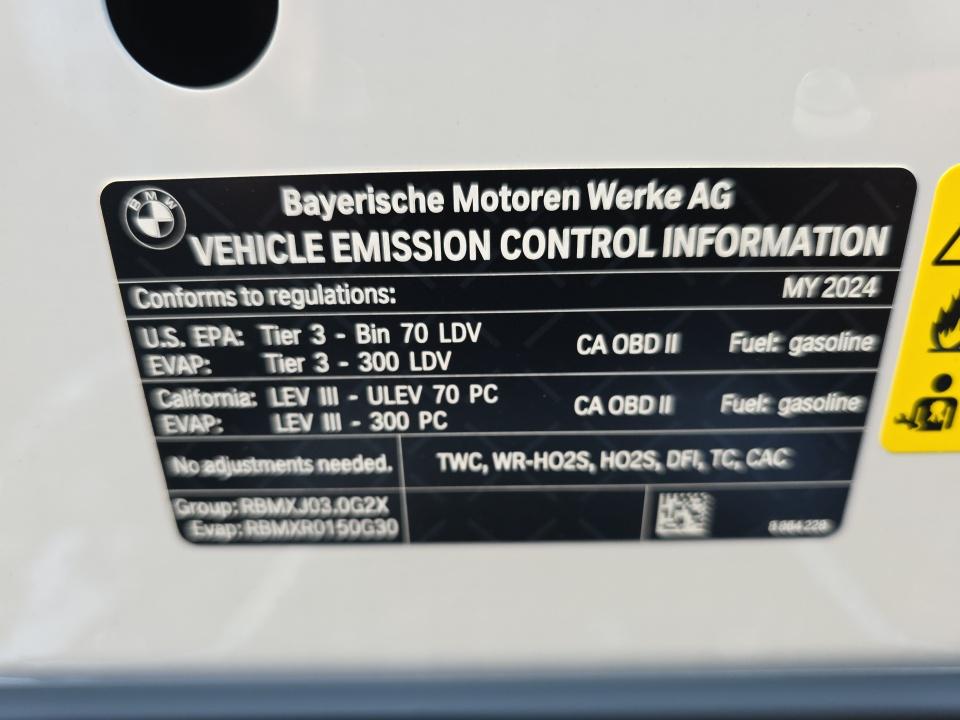 BMW
Bayerische Motoren Werke AG
VEHICLE EMISSION CONTROL INFORMATION
Conforms to regulations: MY 2024
U.S. EPA: Tier 3 - Bin 70 LDV CA OBD II Fuel: gasoline
EVAP: Tier 3 - 300 LDV
California: LEV III - ULEV 70 PC CA OBD II Fuel: gasoline
EVAP: LEV III - 300 PC
No adjustments needed. TWC, WR-HO2S, HO2S, DFI, TC, CAC
Group: RBMXJ03.0G2X
Evap: RBMXR0150G30
8 864 228